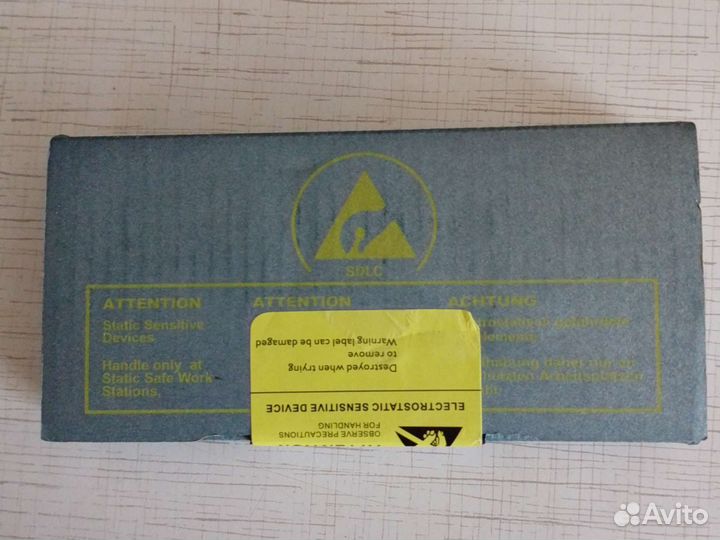 SDLC
ATTENTION
Static Sensitive
Devices
Handle only at
Static Safe Work
Stations,
ATTENTION
ACHTUNG
Warning label can be damaged
to remove
Destroyed when trying
ELECTROSTATIC SENSITIVE DEVICE
FOR HANDLING
OBSERVE PRECAUTIONS
Avito